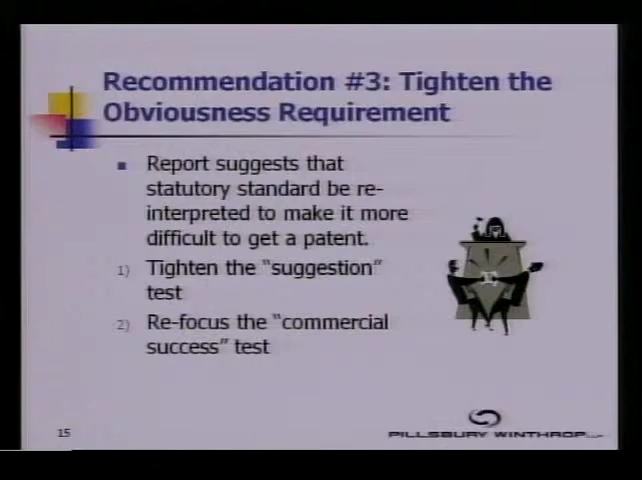 Recommendation #3: Tighten the
Obviousness Requirement
■ Report suggests that
statutory standard be re-
interpreted to make it more
difficult to get a patent.
1) Tighten the “suggestion”
test
2) Re-focus the “commercial
success” test
15
PILLSBURY WINTHROP